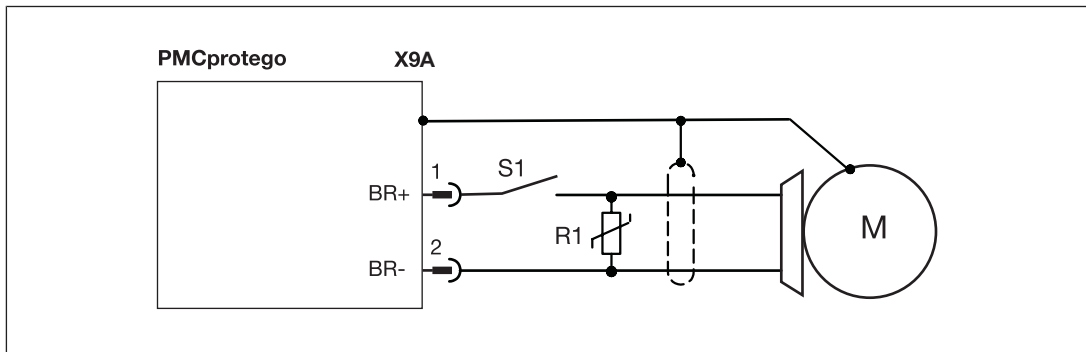 PMCprotego X9A
1 S1
BR+
R1 M
2
BR-